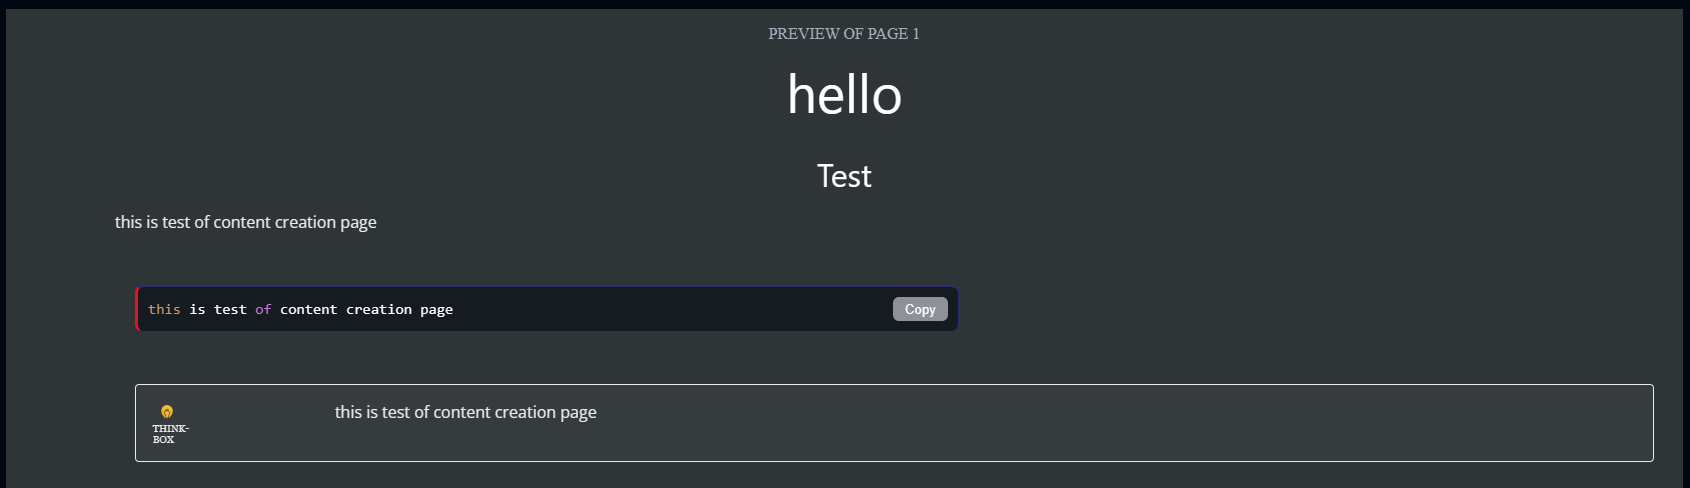 PREVIEW OF PAGE 1
hello
Test
this is test of content creation page
this is test of content creation page
Copy
THINK-
BOX
this is test of content creation page